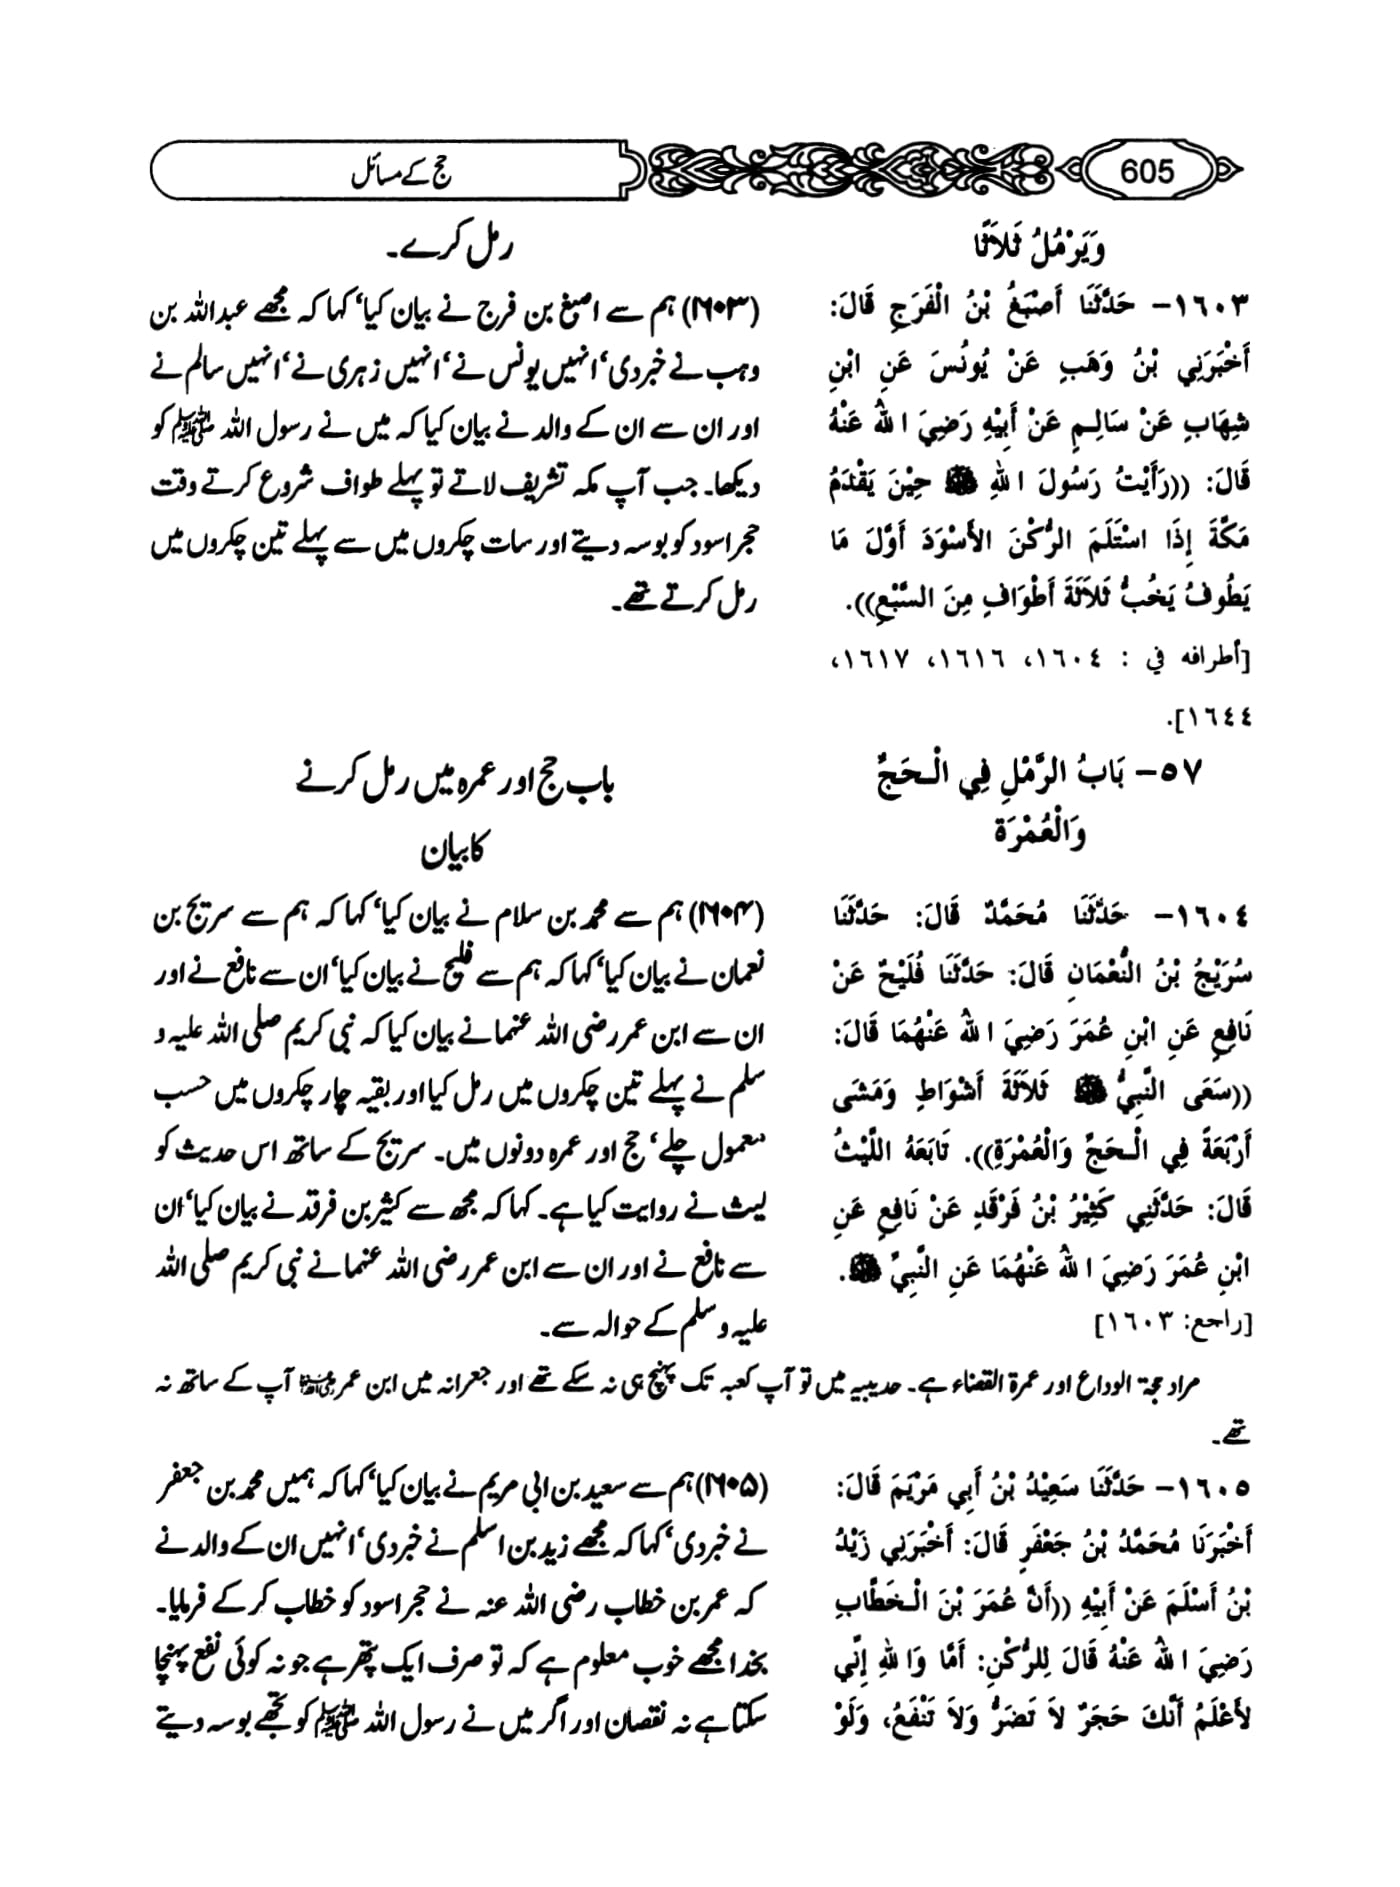 605
حج کے مسائل
وَيَرْمُلُ ثَلاَثًا
١٦٠٣- حَدَّثَنَا أَصْبَغُ بْنُ الْفَرَجِ قَالَ:
أَخْبَرَنِي بْنُ وَهَبٍ عَنْ يُونُسَ عَنِ ابْنِ
شِهَابٍ عَنْ سَالِمٍ عَنْ أَبِيْهِ رَضِيَ اللهُ عَنْهُ
قَالَ: ((رَأَيْتُ رَسُولَ اللهِ ﷺ حِيْنَ يَقْدَمُ
مَكَّةَ إِذَا اسْتَلَمَ الرُّكْنَ الأَسْوَدَ أَوَّلَ مَا
يَطُوفُ يَخُبُّ ثَلاَثَةَ أَطْوَافٍ مِنَ السَّبْعِ)).
[أطرافه في : ١٦٠٤، ١٦١٦، ١٦١٧،
١٦٤٤].
رمل کرے۔
(۱۶۰۳) ہم سے اصبغ بن فرج نے بیان کیا‘ کہا کہ مجھے عبداللہ بن
وہب نے خبر دی‘ انہیں یونس نے‘ انہیں زہری نے‘ انہیں سالم نے
اور ان سے ان کے والد نے بیان کیا کہ میں نے رسول اللہ ﷺ کو
دیکھا۔ جب آپ مکہ تشریف لاتے تو پہلے طواف شروع کرتے وقت
حجر اسود کو بوسہ دیتے اور سات چکروں میں سے پہلے تین چکروں میں
رمل کرتے تھے۔
٥٧- بَابُ الرَّمْلِ فِي الْحَجِّ
وَالْعُمْرَةِ
باب حج اور عمرہ میں رمل کرنے
کا بیان
١٦٠٤- حَدَّثَنَا مُحَمَّدٌ قَالَ: حَدَّثَنَا
سُرَيْجُ بْنُ النُّعْمَانِ قَالَ: حَدَّثَنَا فُلَيْحٌ عَنْ
نَافِعٍ عَنِ ابْنِ عُمَرَ رَضِيَ اللهُ عَنْهُمَا قَالَ:
((سَعَى النَّبِيُّ ﷺ ثَلاَثَةَ أَشْوَاطٍ وَمَشَى
أَرْبَعَةً فِي الْحَجِّ وَالْعُمْرَةِ)). تَابَعَهُ اللَّيْثُ
قَالَ: حَدَّثَنِي كَثِيْرُ بْنُ فَرْقَدٍ عَنْ نَافِعٍ عَنِ
ابْنِ عُمَرَ رَضِيَ اللهُ عَنْهُمَا عَنِ النَّبِيِّ ﷺ.
[راجع: ١٦٠٣]
(۱۶۰۴) ہم سے محمد بن سلام نے بیان کیا‘ کہا کہ ہم سے سریج بن
نعمان نے بیان کیا‘ کہا کہ ہم سے فلیح نے بیان کیا‘ ان سے نافع نے اور
ان سے ابن عمر رضی اللہ عنہما نے بیان کیا کہ نبی کریم صلی اللہ علیہ و
سلم نے پہلے تین چکروں میں رمل کیا اور بقیہ چار چکروں میں حسب
معمول چلے‘ حج اور عمرہ دونوں میں۔ سریج کے ساتھ اس حدیث کو
لیث نے روایت کیا ہے۔ کہا کہ مجھ سے کثیر بن فرقد نے بیان کیا‘ ان
سے نافع نے اور ان سے ابن عمر رضی اللہ عنہما نے نبی کریم صلی اللہ
علیہ وسلم کے حوالہ سے۔
مراد حجۃ الوداع اور عمرۃ القضاء ہے۔ حدیبیہ میں تو آپ کعبہ تک پہنچ ہی نہ سکے تھے اور جعرانہ میں ابن عمر رضی اللہ عنہما آپ کے ساتھ نہ
تھے۔
١٦٠٥- حَدَّثَنَا سَعِيْدُ بْنُ أَبِي مَرْيَمَ قَالَ:
أَخْبَرَنَا مُحَمَّدُ بْنُ جَعْفَرٍ قَالَ: أَخْبَرَنِي زَيْدُ
بْنُ أَسْلَمَ عَنْ أَبِيْهِ ((أَنَّ عُمَرَ بْنَ الْخَطَّابِ
رَضِيَ اللهُ عَنْهُ قَالَ لِلرُّكْنِ: أَمَّا وَاللهِ إِنِّي
لأَعْلَمُ أَنَّكَ حَجَرٌ لاَ تَضَرُّ وَلاَ تَنْفَعُ، وَلَوْ
(۱۶۰۵) ہم سے سعید بن ابی مریم نے بیان کیا‘ کہا کہ ہمیں محمد بن جعفر
نے خبر دی‘ کہا کہ مجھے زید بن اسلم نے خبر دی‘ انہیں ان کے والد نے
کہ عمر بن خطاب رضی اللہ عنہ نے حجر اسود کو خطاب کر کے فرمایا۔
بخدا مجھے خوب معلوم ہے کہ تو صرف ایک پتھر ہے جو نہ کوئی نفع پہنچا
سکتا ہے نہ نقصان اور اگر میں نے رسول اللہ ﷺ کو تجھے بوسہ دیتے